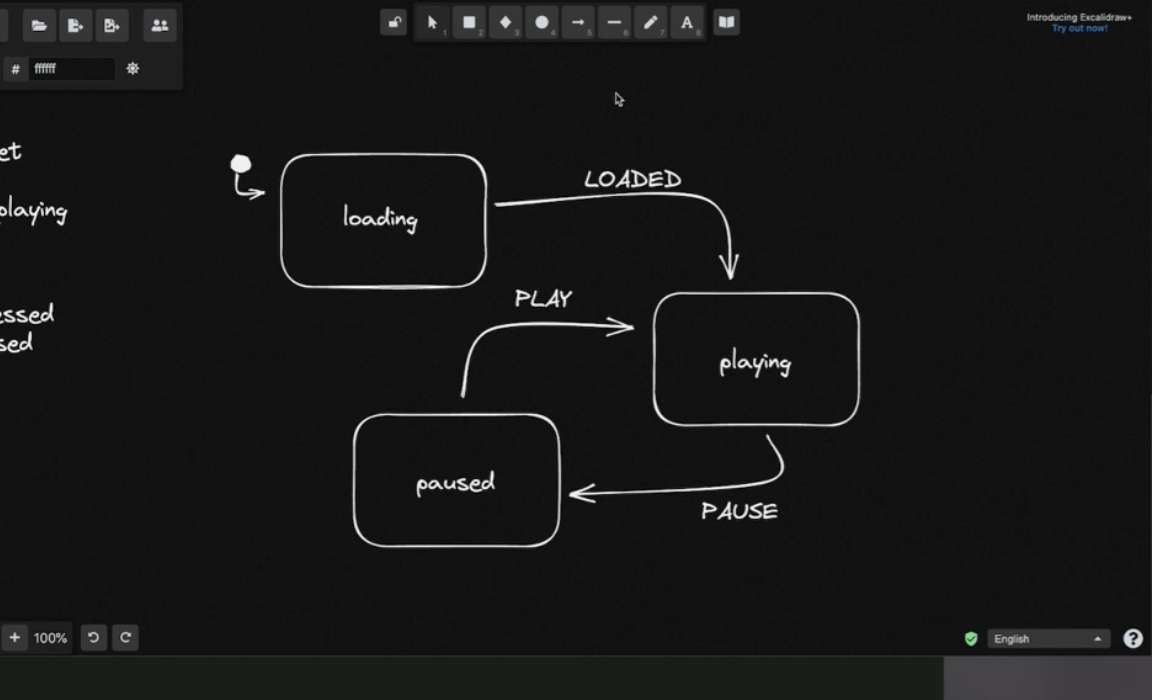 Introducing Excalidraw+
Try out now!
1
2
3
4
5
6
7
A
8
#
ffffff
et
playing
essed
sed
loading
LOADED
PLAY
playing
paused
PAUSE
+
100%
English
?